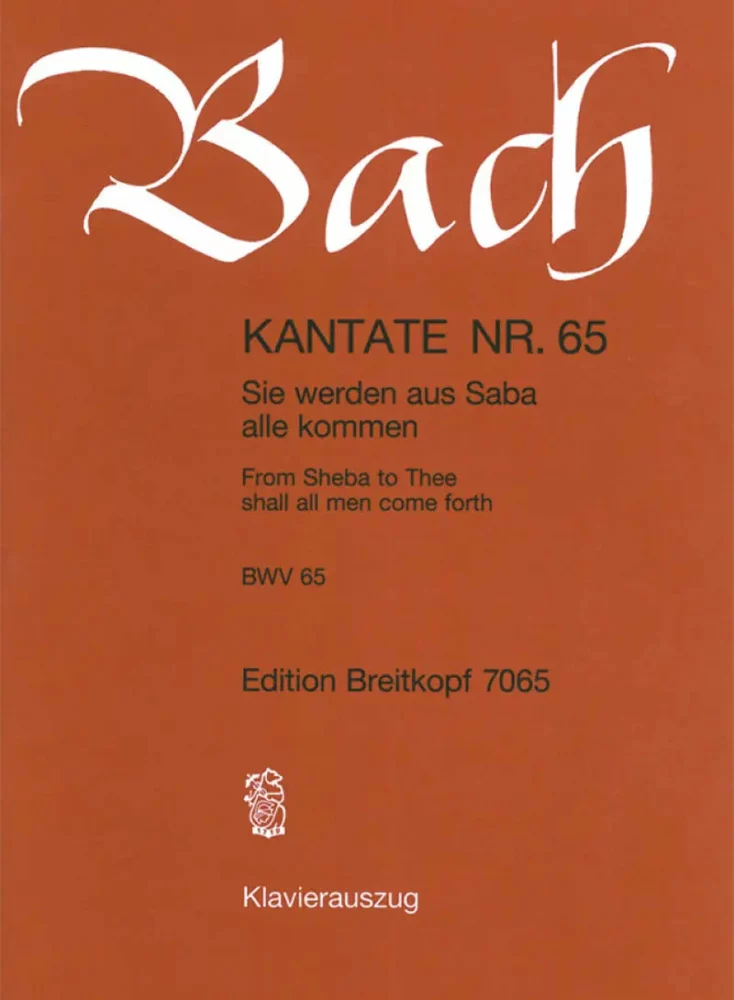 Bach
KANTATE NR. 65
Sie werden aus Saba
alle kommen
From Sheba to Thee
shall all men come forth
BWV 65
Edition Breitkopf 7065
1719
Klavierauszug